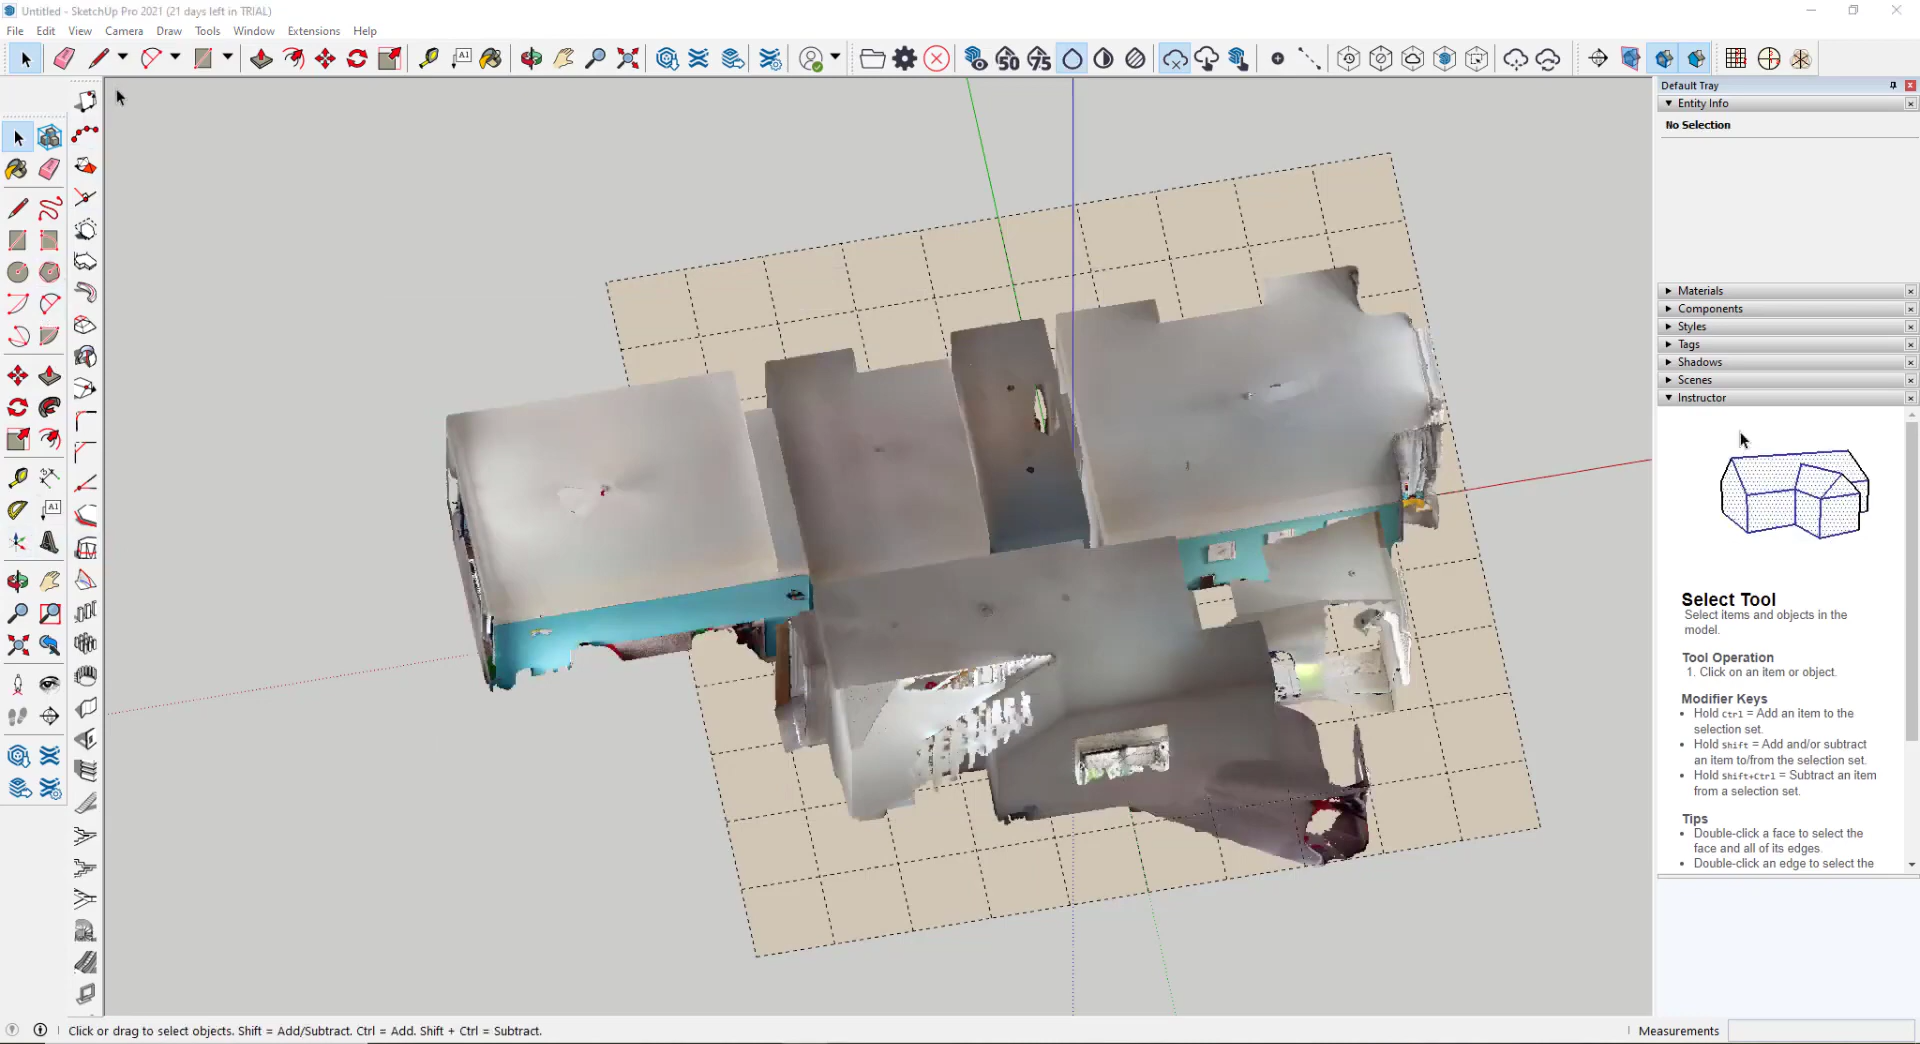 Untitled - SketchUp Pro 2021 (21 days left in TRIAL)
File Edit View Camera Draw Tools Window Extensions Help
A1
50
75
Default Tray
Entity Info
No Selection
Materials
Components
Styles
Tags
Shadows
Scenes
Instructor
A1
Select Tool
Select items and objects in the
model.
Tool Operation
1. Click on an item or object.
Modifier Keys
Hold Ctrl = Add an item to the
selection set.
Hold Shift = Add and/or subtract
an item to/from the selection set.
Hold Shift+Ctrl = Subtract an item
from a selection set.
Tips
Double-click a face to select the
face and all of its edges.
Double-click an edge to select the
Click or drag to select objects. Shift = Add/Subtract. Ctrl = Add. Shift + Ctrl = Subtract.
Measurements